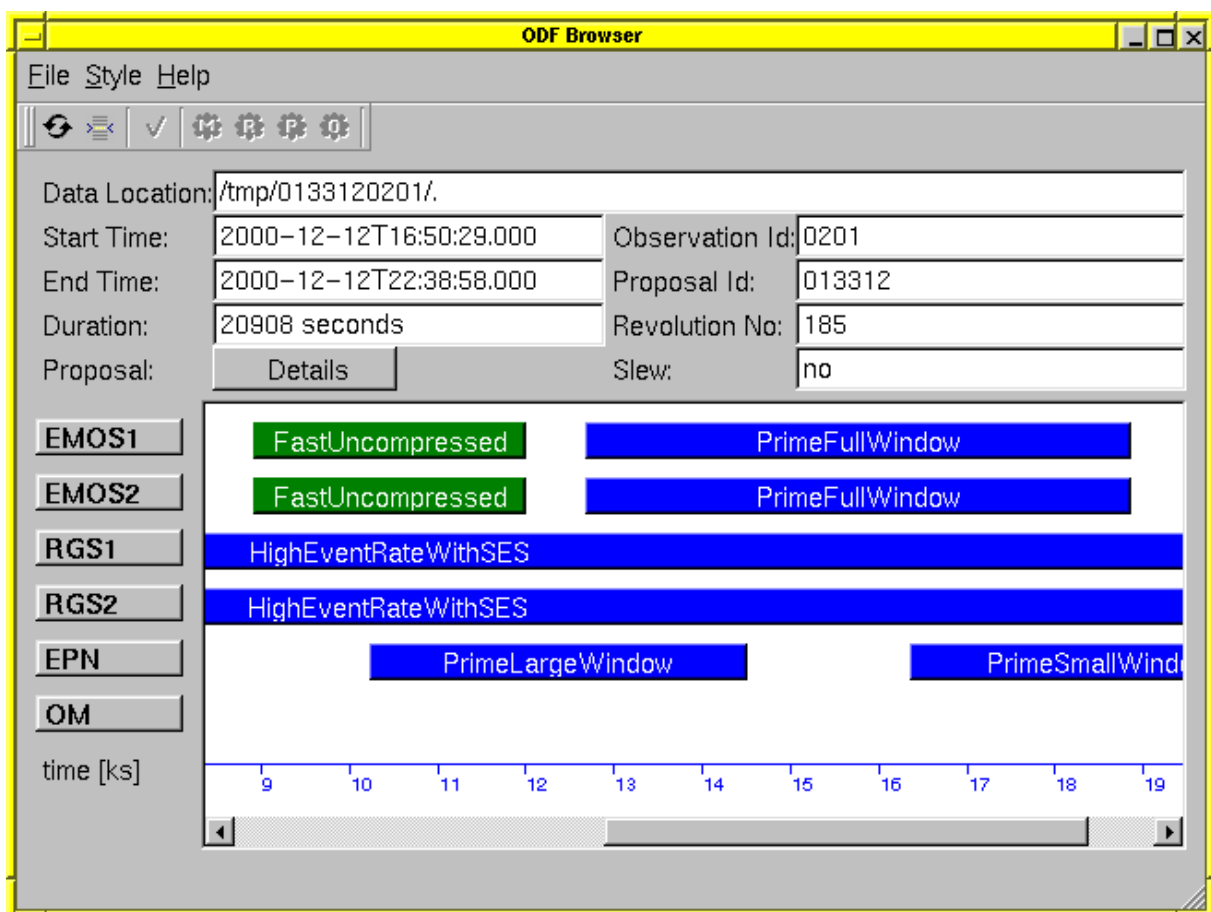 ODF Browser
File Style Help
M R P O
Data Location: /tmp/0133120201/.
Start Time: 2000-12-12T16:50:29.000 Observation Id: 0201
End Time: 2000-12-12T22:38:58.000 Proposal Id: 013312
Duration: 20908 seconds Revolution No: 185
Proposal: Details Slew: no
EMOS1 FastUncompressed PrimeFullWindow
EMOS2 FastUncompressed PrimeFullWindow
RGS1 HighEventRateWithSES
RGS2 HighEventRateWithSES
EPN PrimeLargeWindow PrimeSmallWind
OM
time [ks] 9 10 11 12 13 14 15 16 17 18 19